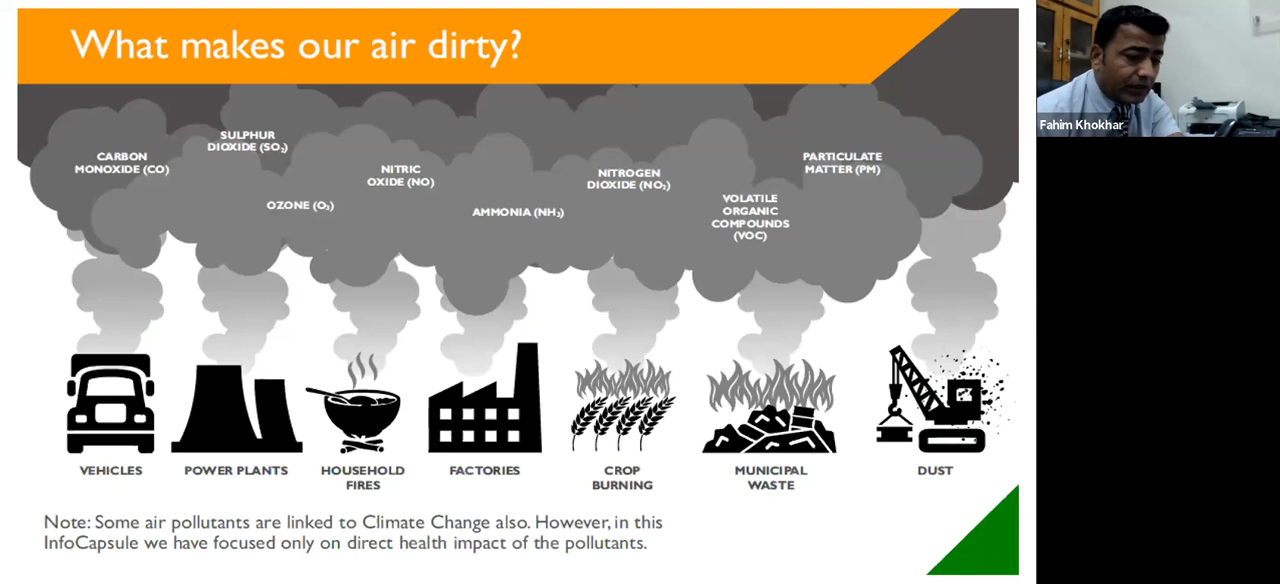 What makes our air dirty?
Fahim Khokhar
CARBON
MONOXIDE (CO)
SULPHUR
DIOXIDE (SO₂)
OZONE (O₃)
NITRIC
OXIDE (NO)
AMMONIA (NH₃)
NITROGEN
DIOXIDE (NO₂)
VOLATILE
ORGANIC
COMPOUNDS
(VOC)
PARTICULATE
MATTER (PM)
VEHICLES
POWER PLANTS
HOUSEHOLD
FIRES
FACTORIES
CROP
BURNING
MUNICIPAL
WASTE
DUST
Note: Some air pollutants are linked to Climate Change also. However, in this
InfoCapsule we have focused only on direct health impact of the pollutants.